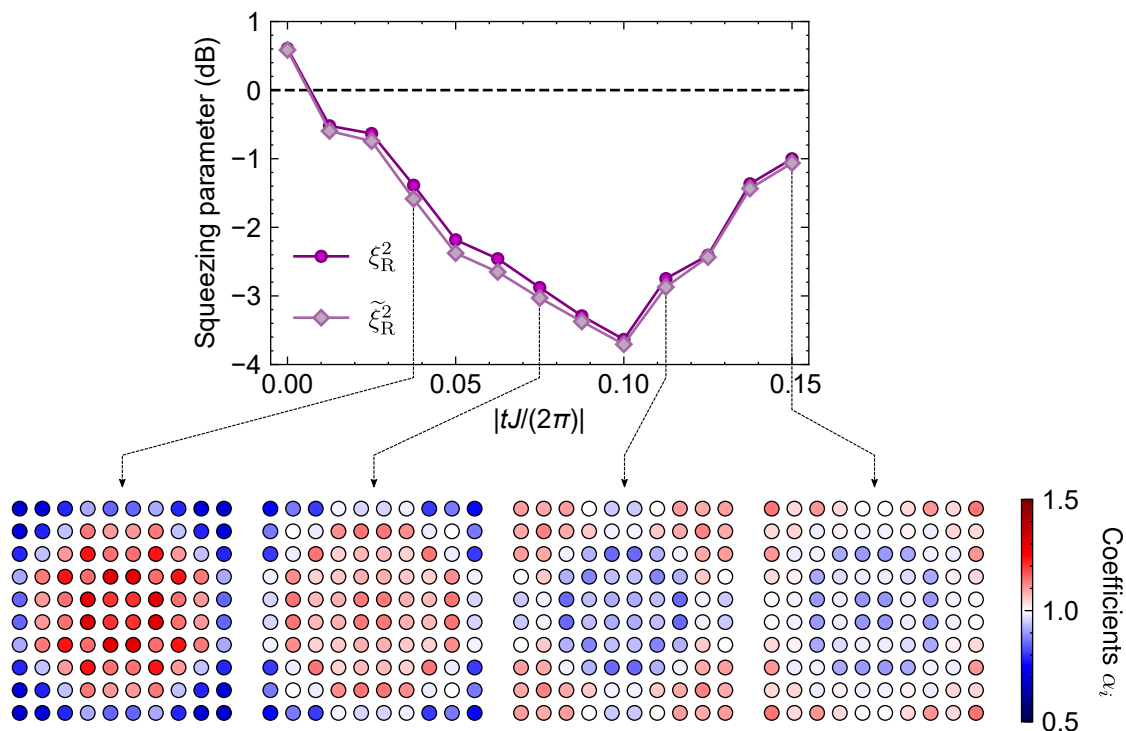 Squeezing parameter (dB)
1
0
−1
−2
−3
−4
ξ²_R
ξ̃²_R
0.00 0.05 0.10 0.15
|tJ/(2π)|
1.5
1.0
0.5
Coefficients αᵢ